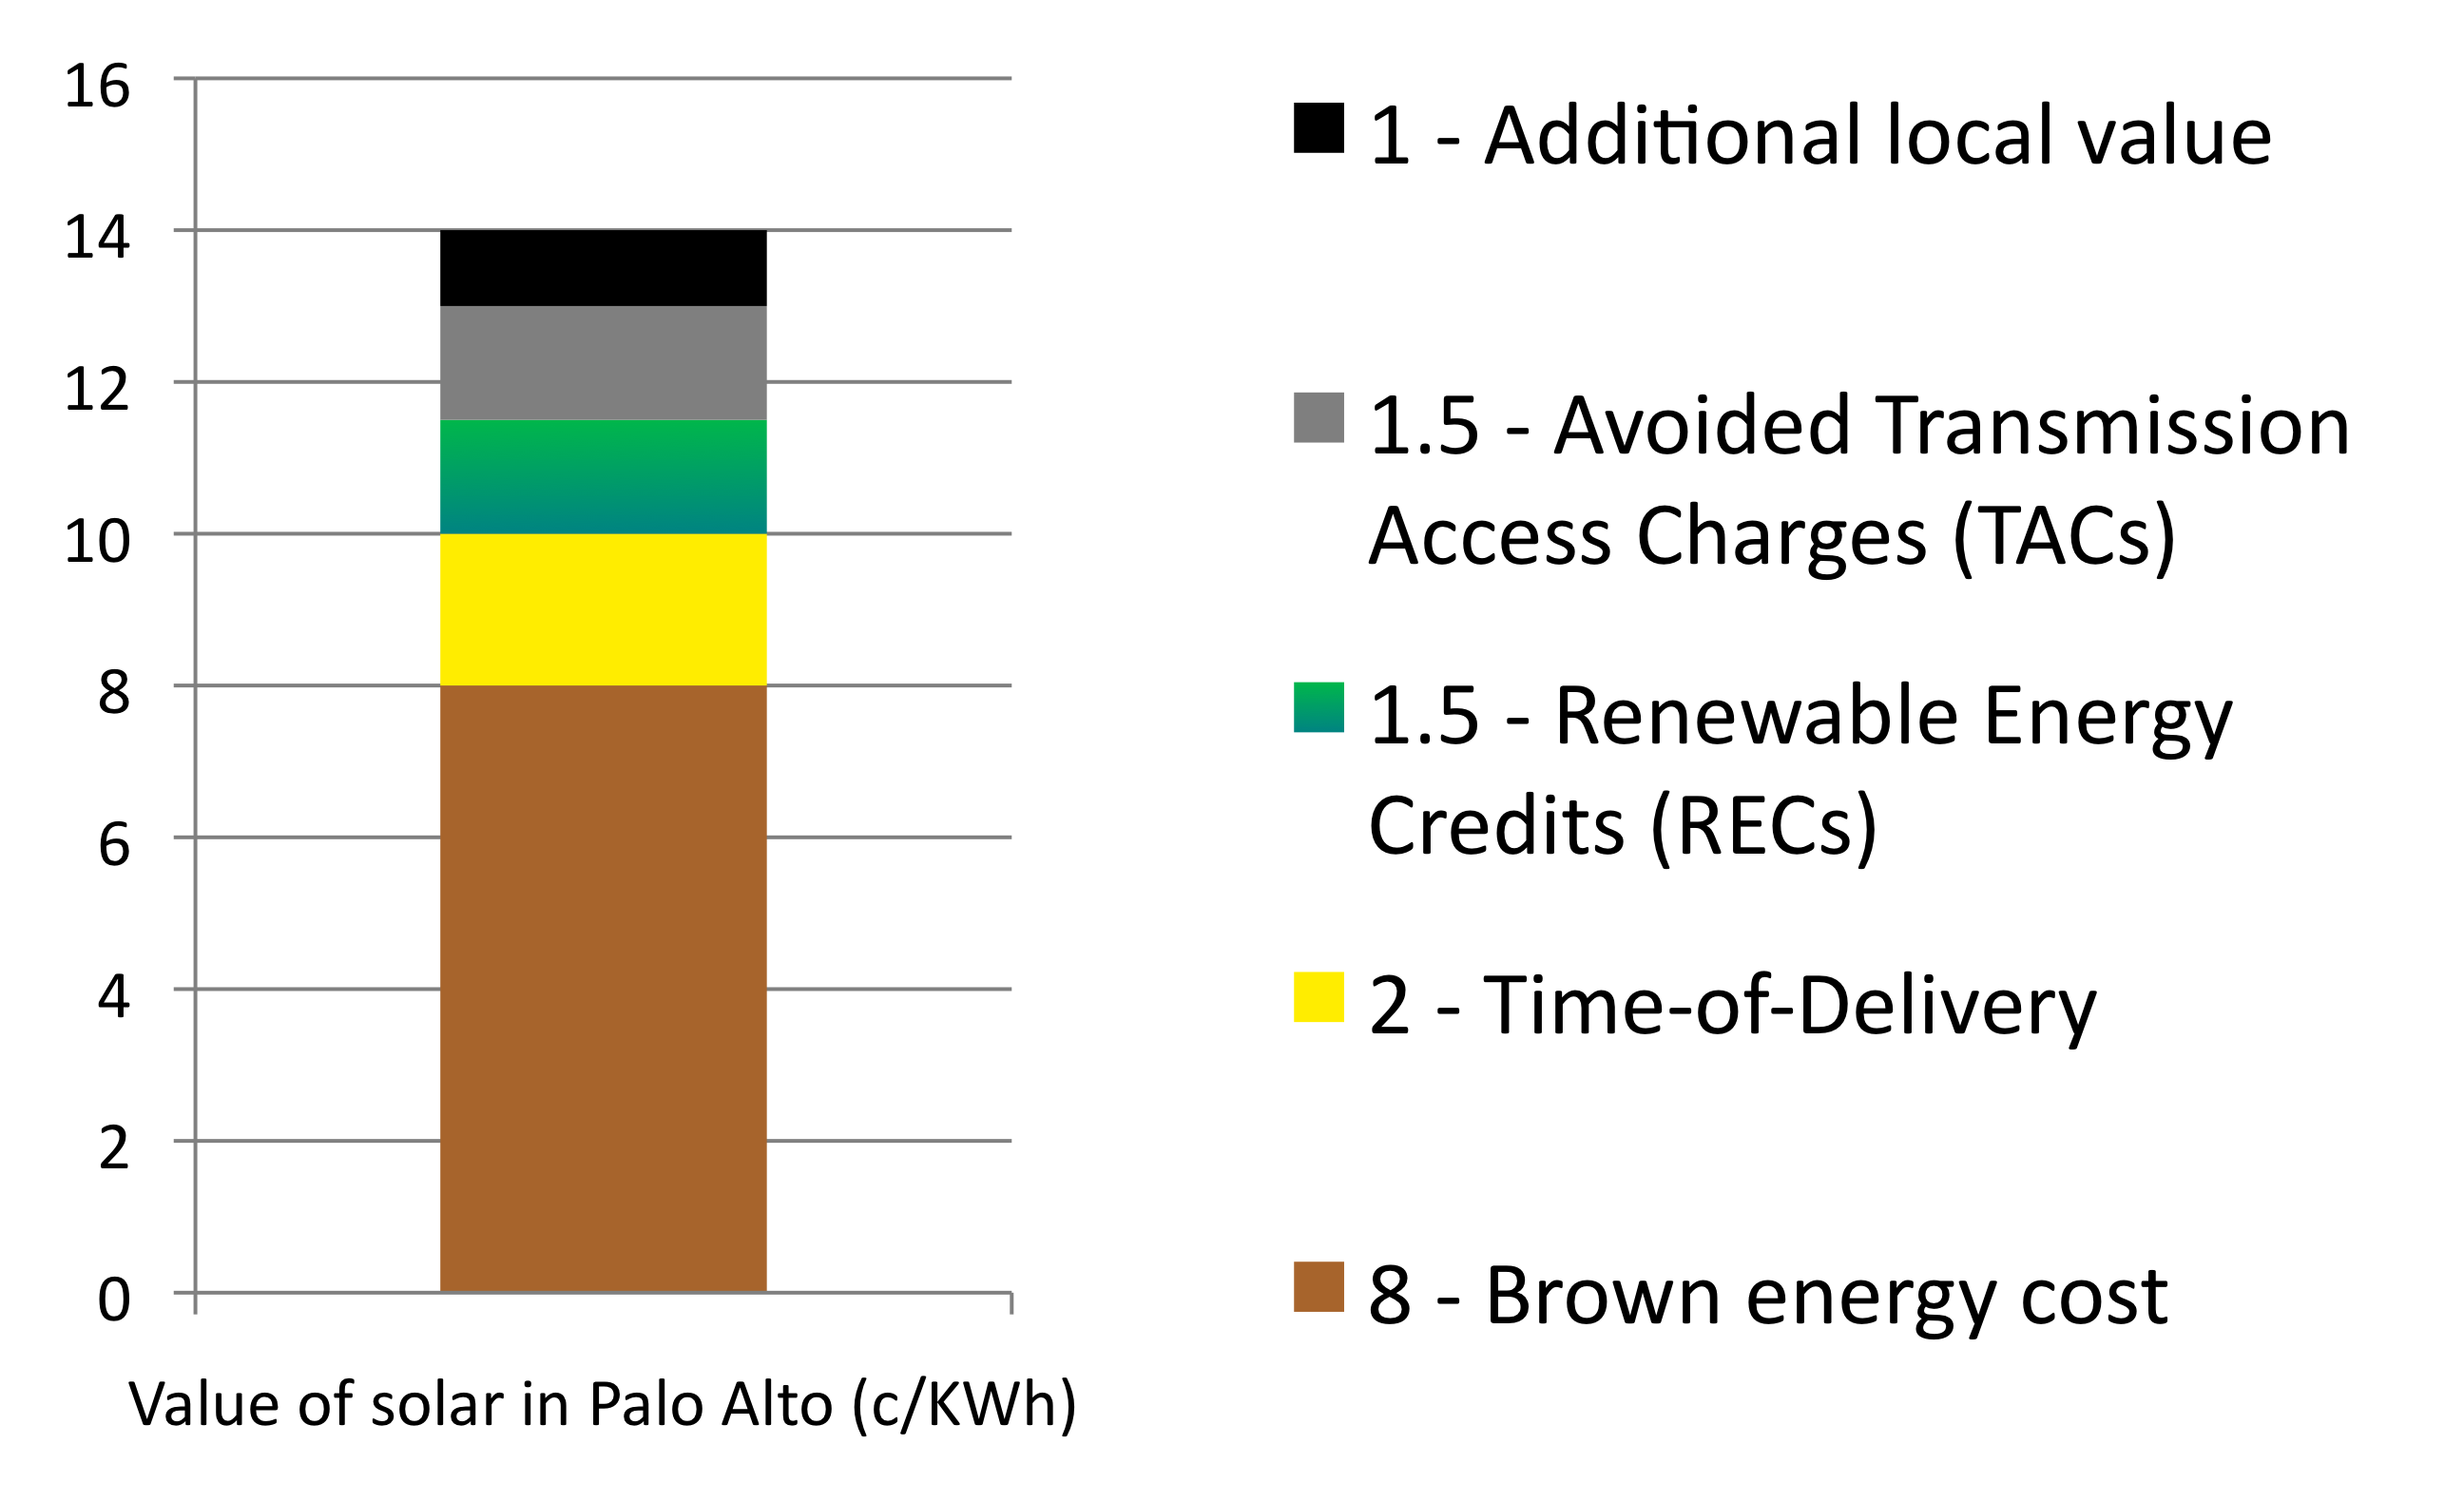 16
14
12
10
8
6
4
2
0
Value of solar in Palo Alto (c/KWh)
1 - Additional local value
1.5 - Avoided Transmission
Access Charges (TACs)
1.5 - Renewable Energy
Credits (RECs)
2 - Time-of-Delivery
8 - Brown energy cost